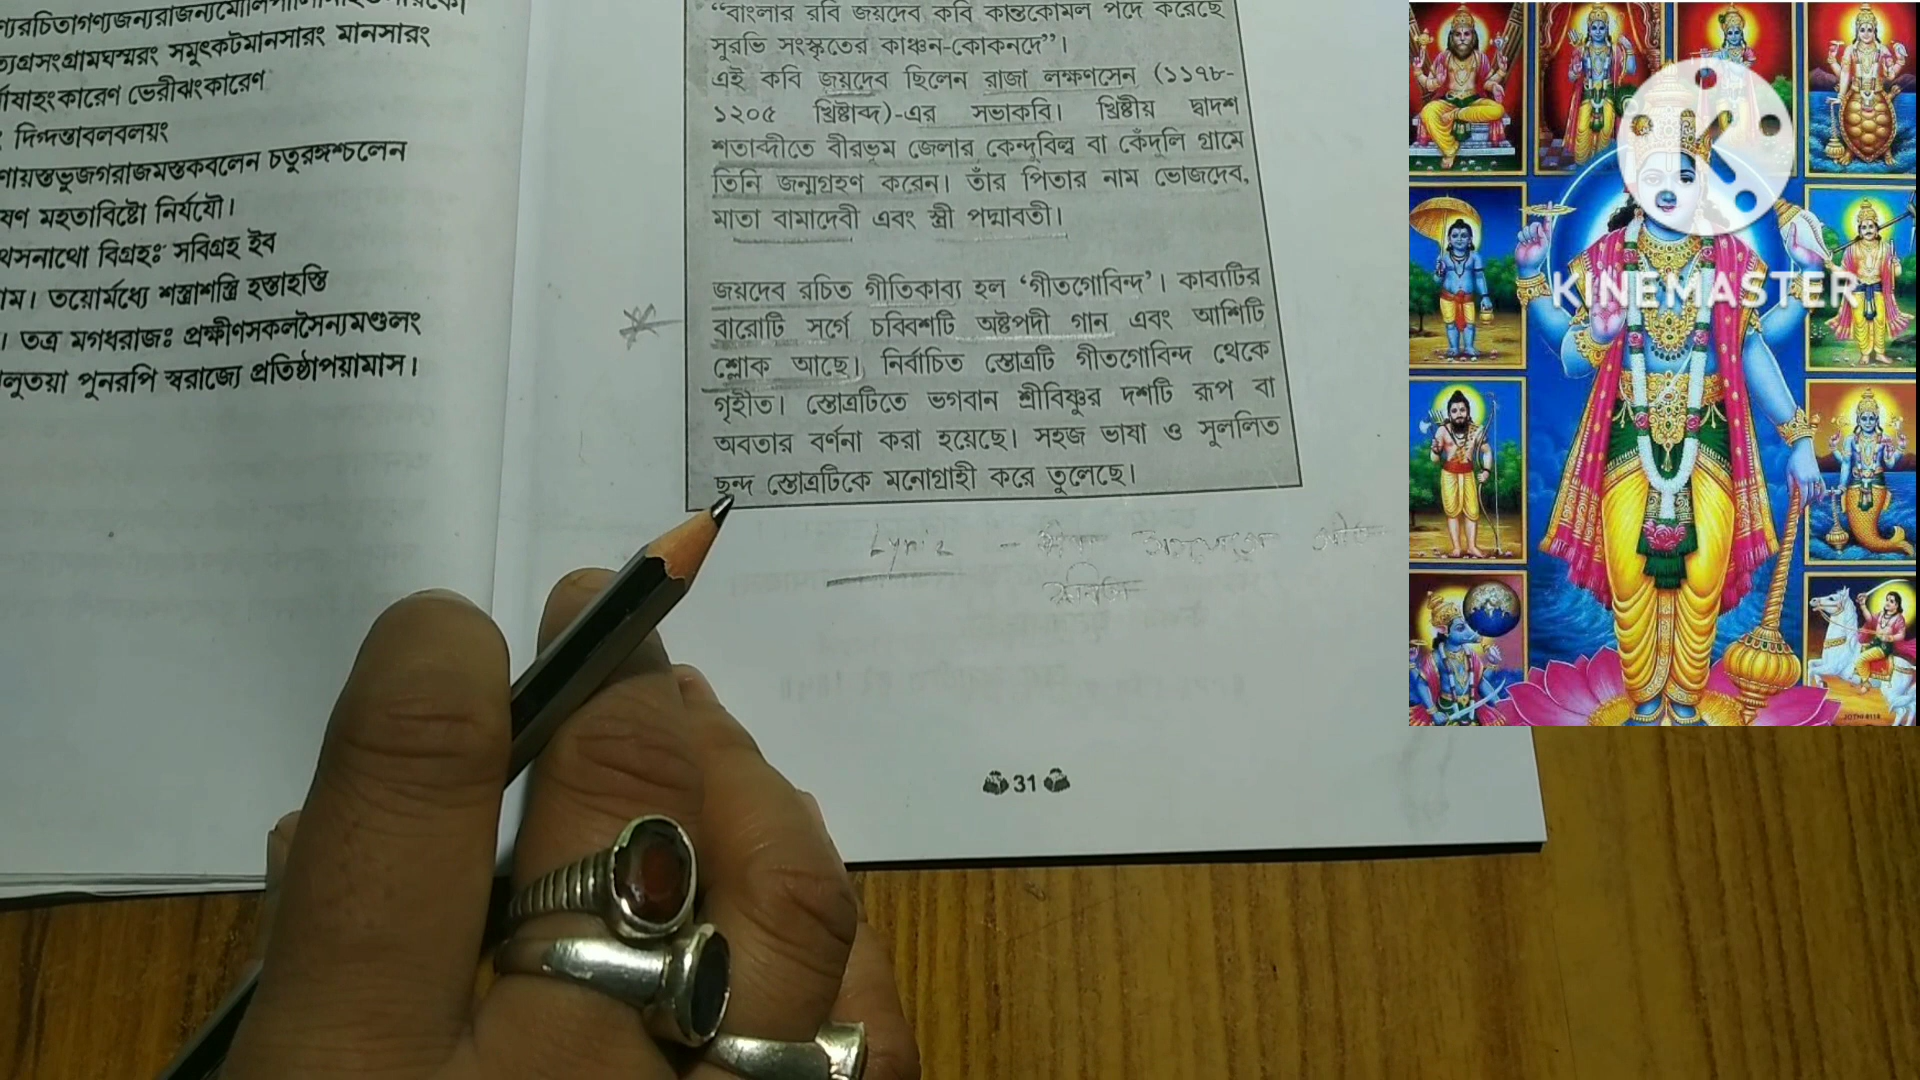 ণ্যরচিতাগণ্যজন্যরাজন্যমৌলিপালি
ত্যগ্রসংগ্রামঘস্মরং সমুৎকটমানসারং মানসারং
র্ষাহংকারেণ ভেরীঝংকারেণ
দিগ্দন্তাবলবলয়ং
ণায়স্তভুজগরাজমস্তকবলেন চতুরঙ্গশ্চলেন
ষণ মহতাবিষ্টো নির্যযৌ।
থসনাথো বিগ্রহঃ সবিগ্রহ ইব
াম। তয়োর্মধ্যে শস্ত্রাশস্ত্রি হস্তাহস্তি
। তত্র মগধরাজঃ প্রক্ষীণসকলসৈন্যমণ্ডলং
লুতয়া পুনরপি স্বরাজ্যে প্রতিষ্ঠাপয়ামাস।
“বাংলার রবি জয়দেব কবি কান্তকোমল পদে করেছে
সুরভি সংস্কৃতের কাঞ্চন-কোকনদে”।
এই কবি জয়দেব ছিলেন রাজা লক্ষণসেন (১১৭৮-
১২০৫ খ্রিষ্টাব্দ)-এর সভাকবি। খ্রিষ্টীয় দ্বাদশ
শতাব্দীতে বীরভূম জেলার কেন্দুবিল্ব বা কেঁদুলি গ্রামে
তিনি জন্মগ্রহণ করেন। তাঁর পিতার নাম ভোজদেব,
মাতা বামাদেবী এবং স্ত্রী পদ্মাবতী।
জয়দেব রচিত গীতিকাব্য হল ‘গীতগোবিন্দ’। কাব্যটির
বারোটি সর্গে চব্বিশটি অষ্টপদী গান এবং আশিটি
শ্লোক আছে। নির্বাচিত স্তোত্রটি গীতগোবিন্দ থেকে
গৃহীত। স্তোত্রটিতে ভগবান শ্রীবিষ্ণুর দশটি রূপ বা
অবতার বর্ণনা করা হয়েছে। সহজ ভাষা ও সুললিত
ছন্দ স্তোত্রটিকে মনোগ্রাহী করে তুলেছে।
31
KINEMASTER
JOTHI 4118